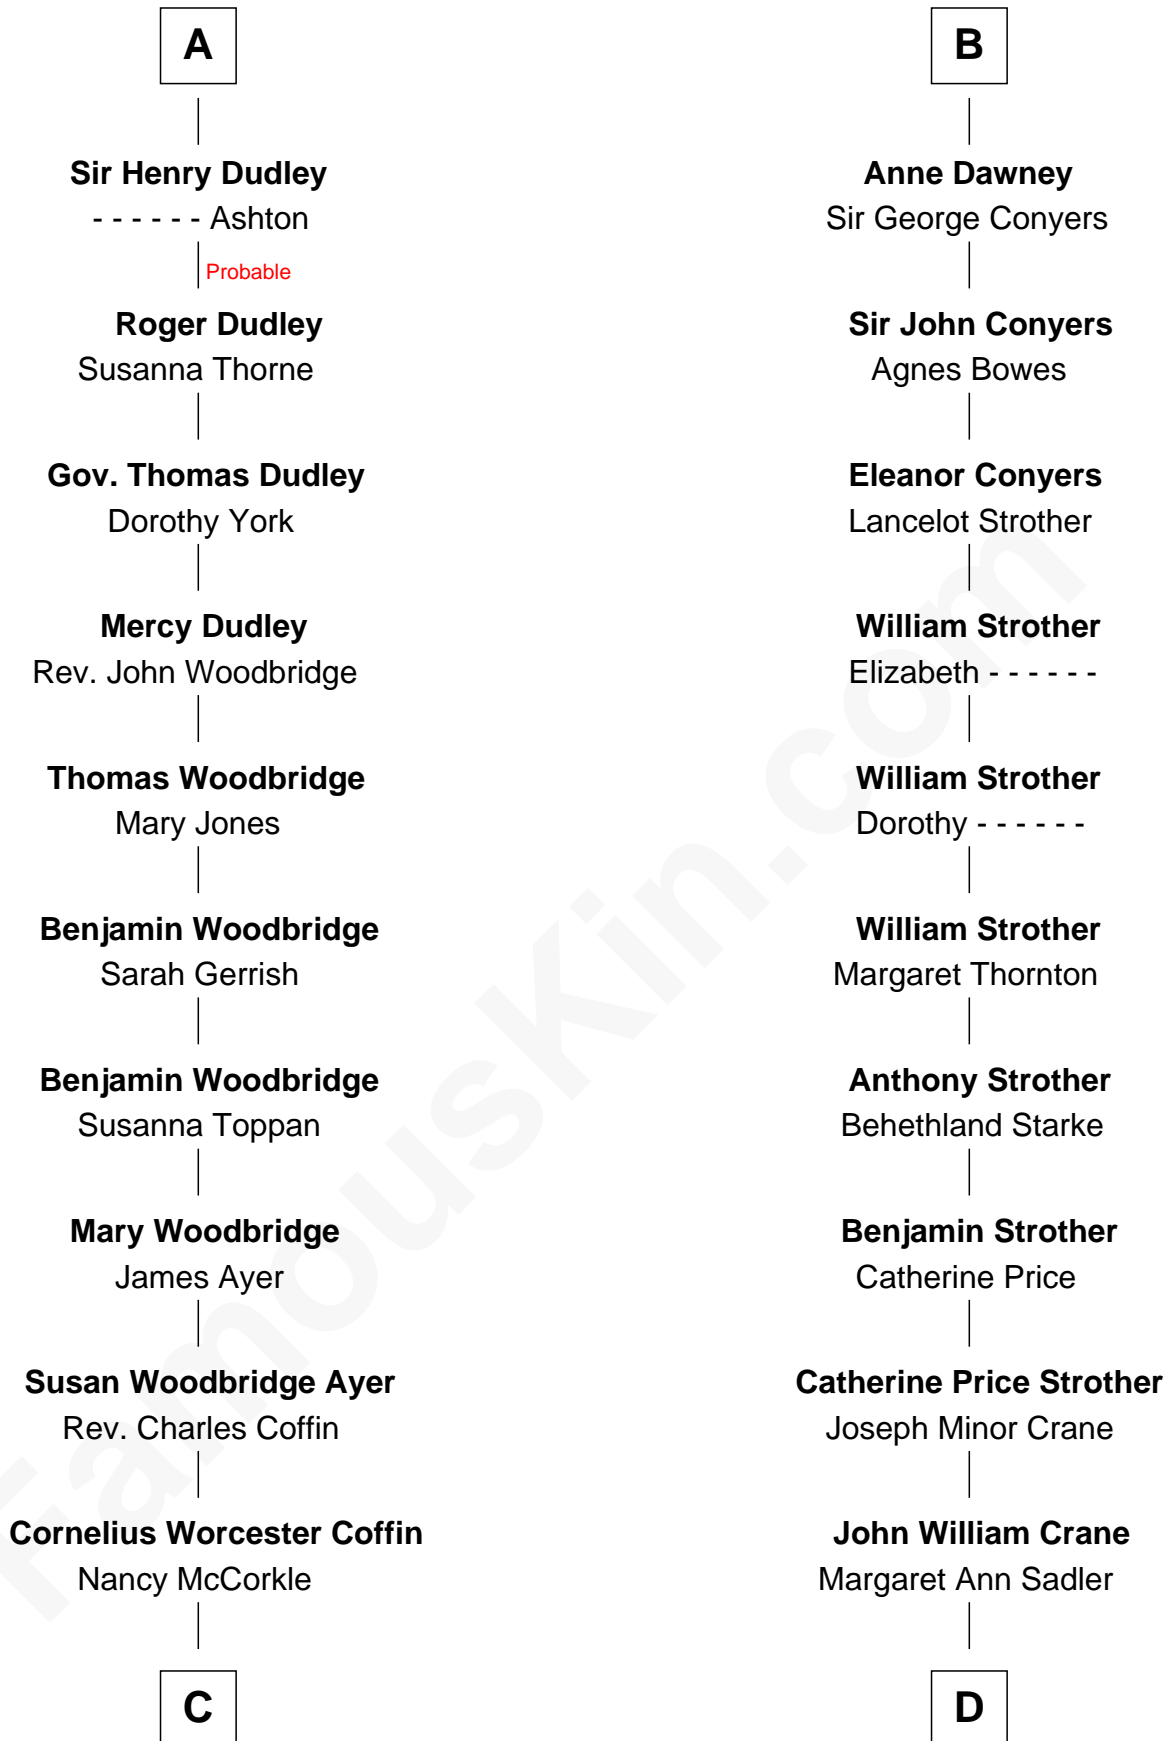 A
Sir Henry Dudley
- - - - - - Ashton
Probable
Roger Dudley
Susanna Thorne
Gov. Thomas Dudley
Dorothy York
Mercy Dudley
Rev. John Woodbridge
Thomas Woodbridge
Mary Jones
Benjamin Woodbridge
Sarah Gerrish
Benjamin Woodbridge
Susanna Toppan
Mary Woodbridge
James Ayer
Susan Woodbridge Ayer
Rev. Charles Coffin
Cornelius Worcester Coffin
Nancy McCorkle
C
B
Anne Dawney
Sir George Conyers
Sir John Conyers
Agnes Bowes
Eleanor Conyers
Lancelot Strother
William Strother
Elizabeth - - - - - -
William Strother
Dorothy - - - - - -
William Strother
Margaret Thornton
Anthony Strother
Behethland Starke
Benjamin Strother
Catherine Price
Catherine Price Strother
Joseph Minor Crane
John William Crane
Margaret Ann Sadler
D
FamousKin.com